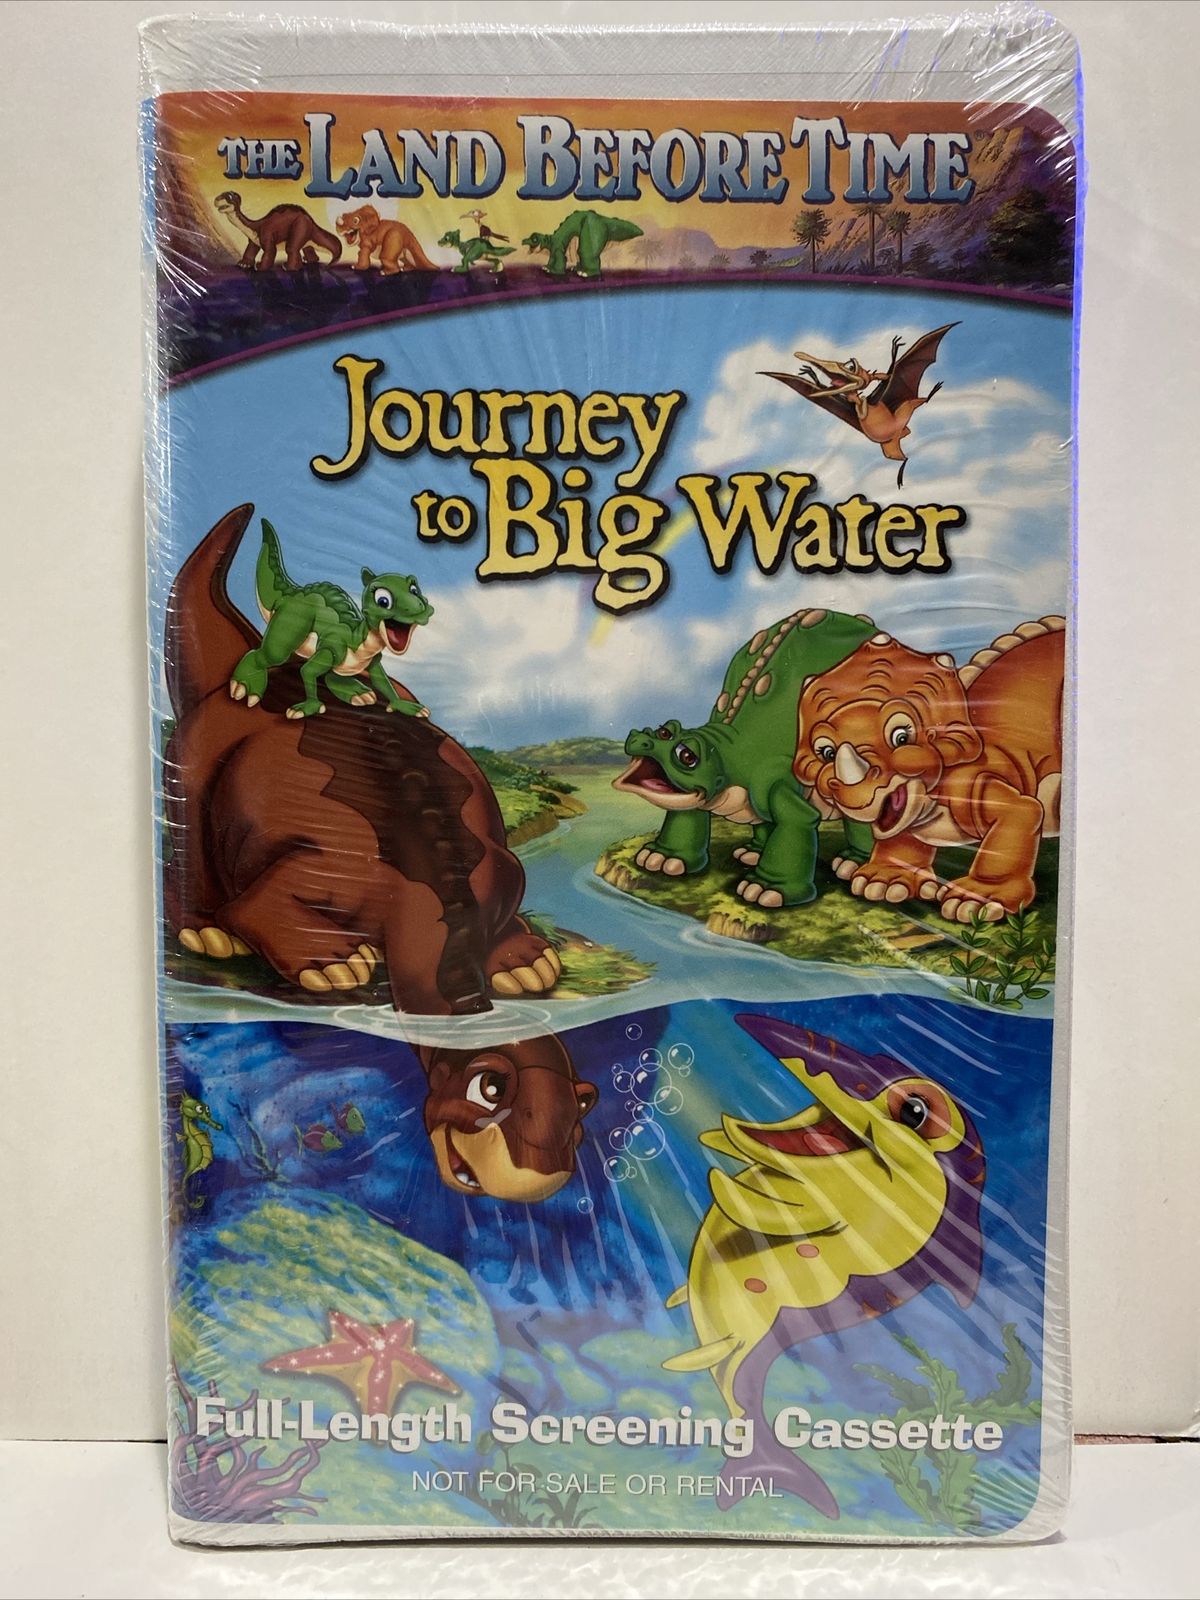 THE LAND BEFORE TIME®
Journey
to Big Water
Full-Length Screening Cassette
NOT FOR SALE OR RENTAL